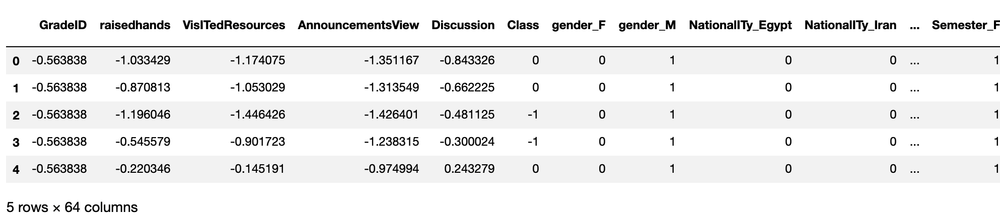 GradeID raisedhands VisITedResources AnnouncementsView Discussion Class gender_F gender_M NationalITy_Egypt NationalITy_Iran ... Semester_F
0 -0.563838 -1.033429 -1.174075 -1.351167 -0.843326 0 0 1 0 0 ... 1
1 -0.563838 -0.870813 -1.053029 -1.313549 -0.662225 0 0 1 0 0 ... 1
2 -0.563838 -1.196046 -1.446426 -1.426401 -0.481125 -1 0 1 0 0 ... 1
3 -0.563838 -0.545579 -0.901723 -1.238315 -0.300024 -1 0 1 0 0 ... 1
4 -0.563838 -0.220346 -0.145191 -0.974994 0.243279 0 0 1 0 0 ... 1
5 rows × 64 columns